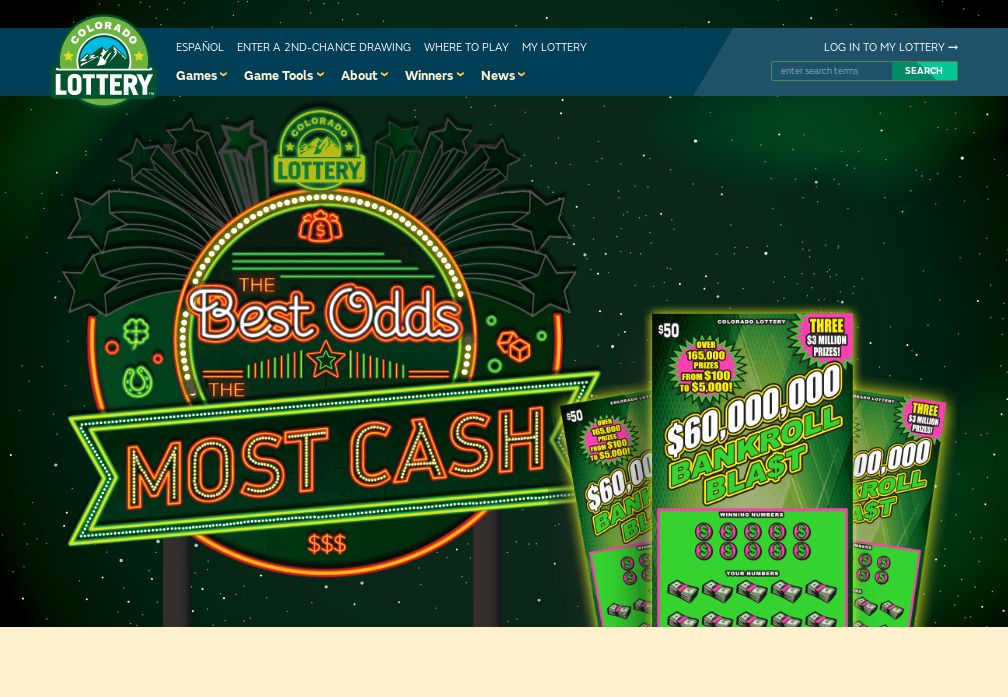 COLORADO
LOTTERY
ESPAÑOL ENTER A 2ND-CHANCE DRAWING WHERE TO PLAY MY LOTTERY
LOG IN TO MY LOTTERY
Games Game Tools About Winners News
enter search terms
SEARCH
COLORADO
LOTTERY
$
THE
Best Odds
THE
MOST CASH
$$$
COLORADO LOTTERY
$50
THREE
$3 MILLION
PRIZES!
OVER
165,000
PRIZES
FROM $100
TO $5,000!
$60,000,000
BANKROLL
BLA$T
WINNING NUMBERS
YOUR NUMBERS
$50
OVER
165,000
PRIZES
FROM $100
TO $5,000!
$60,0
BANK
BL
COLORADO LOTTERY
THREE
$3 MILLION
PRIZES!
00,000
KROLL
A$T